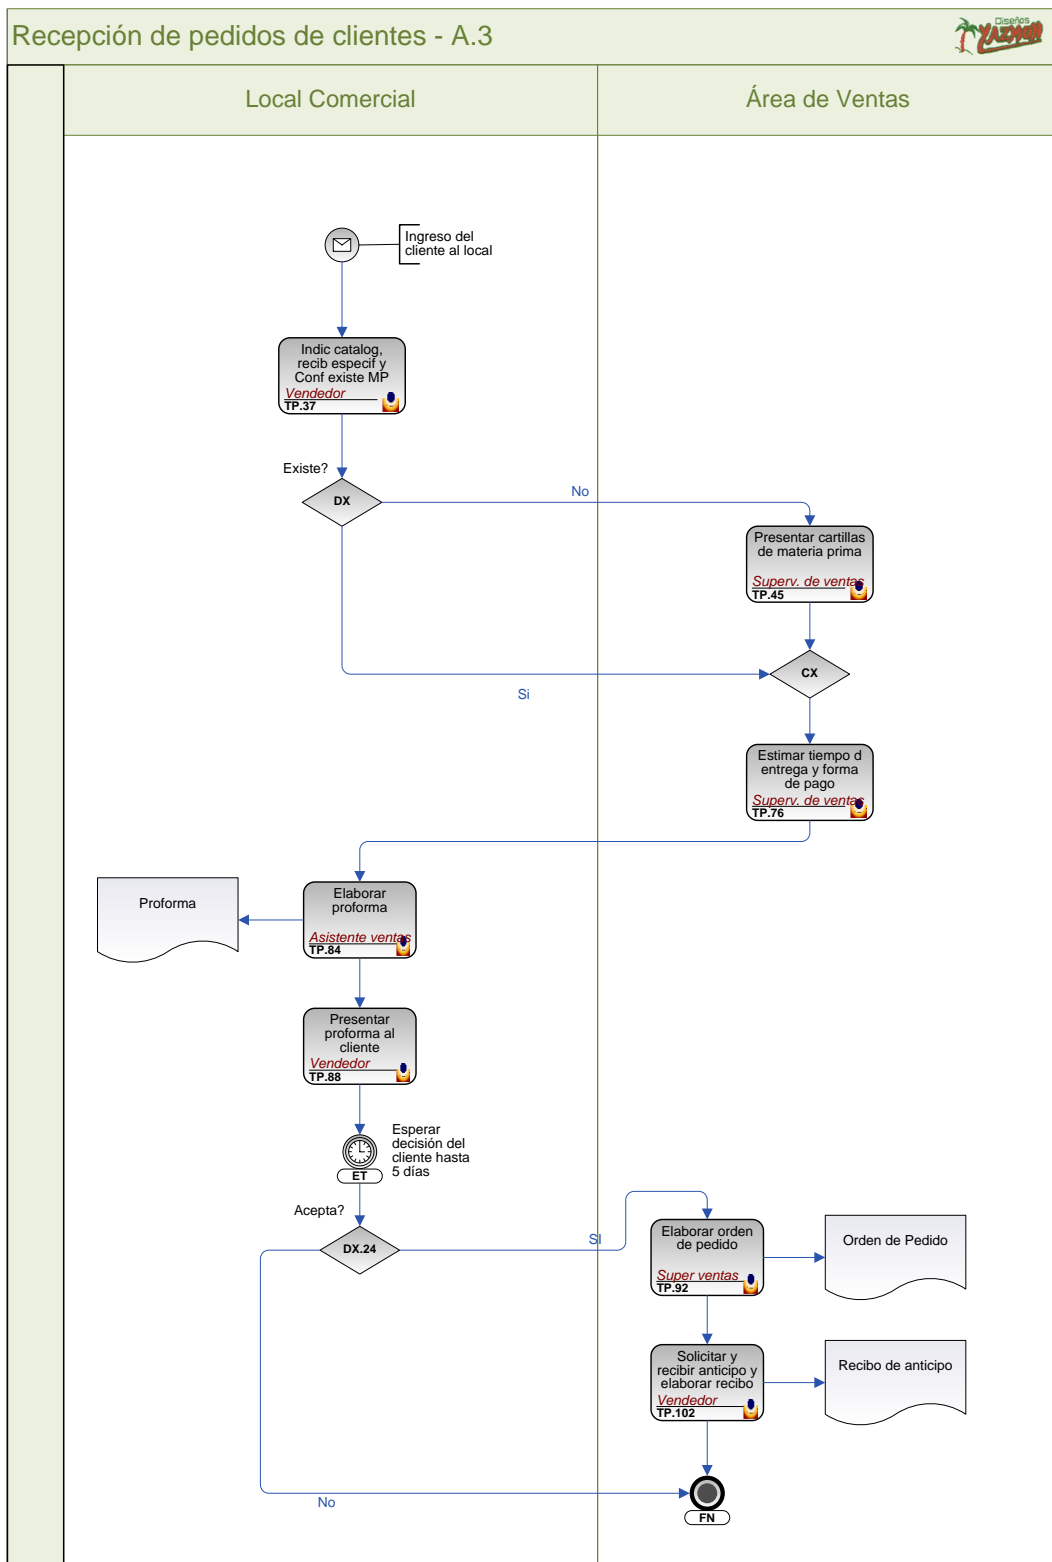 Recepción de pedidos de clientes - A.3
Diseños
YAZMAR
Local Comercial
Área de Ventas
Ingreso del
cliente al local
Indic catalog,
recib especif y
Conf existe MP
Vendedor
TP.37
Existe?
DX
No
Presentar cartillas
de materia prima
Superv. de ventas
TP.45
CX
Si
Estimar tiempo d
entrega y forma
de pago
Superv. de ventas
TP.76
Proforma
Elaborar
proforma
Asistente ventas
TP.84
Presentar
proforma al
cliente
Vendedor
TP.88
Esperar
decisión del
cliente hasta
5 días
ET
Acepta?
DX.24
SI
Elaborar orden
de pedido
Super ventas
TP.92
Orden de Pedido
Solicitar y
recibir anticipo y
elaborar recibo
Vendedor
TP.102
Recibo de anticipo
No
FN